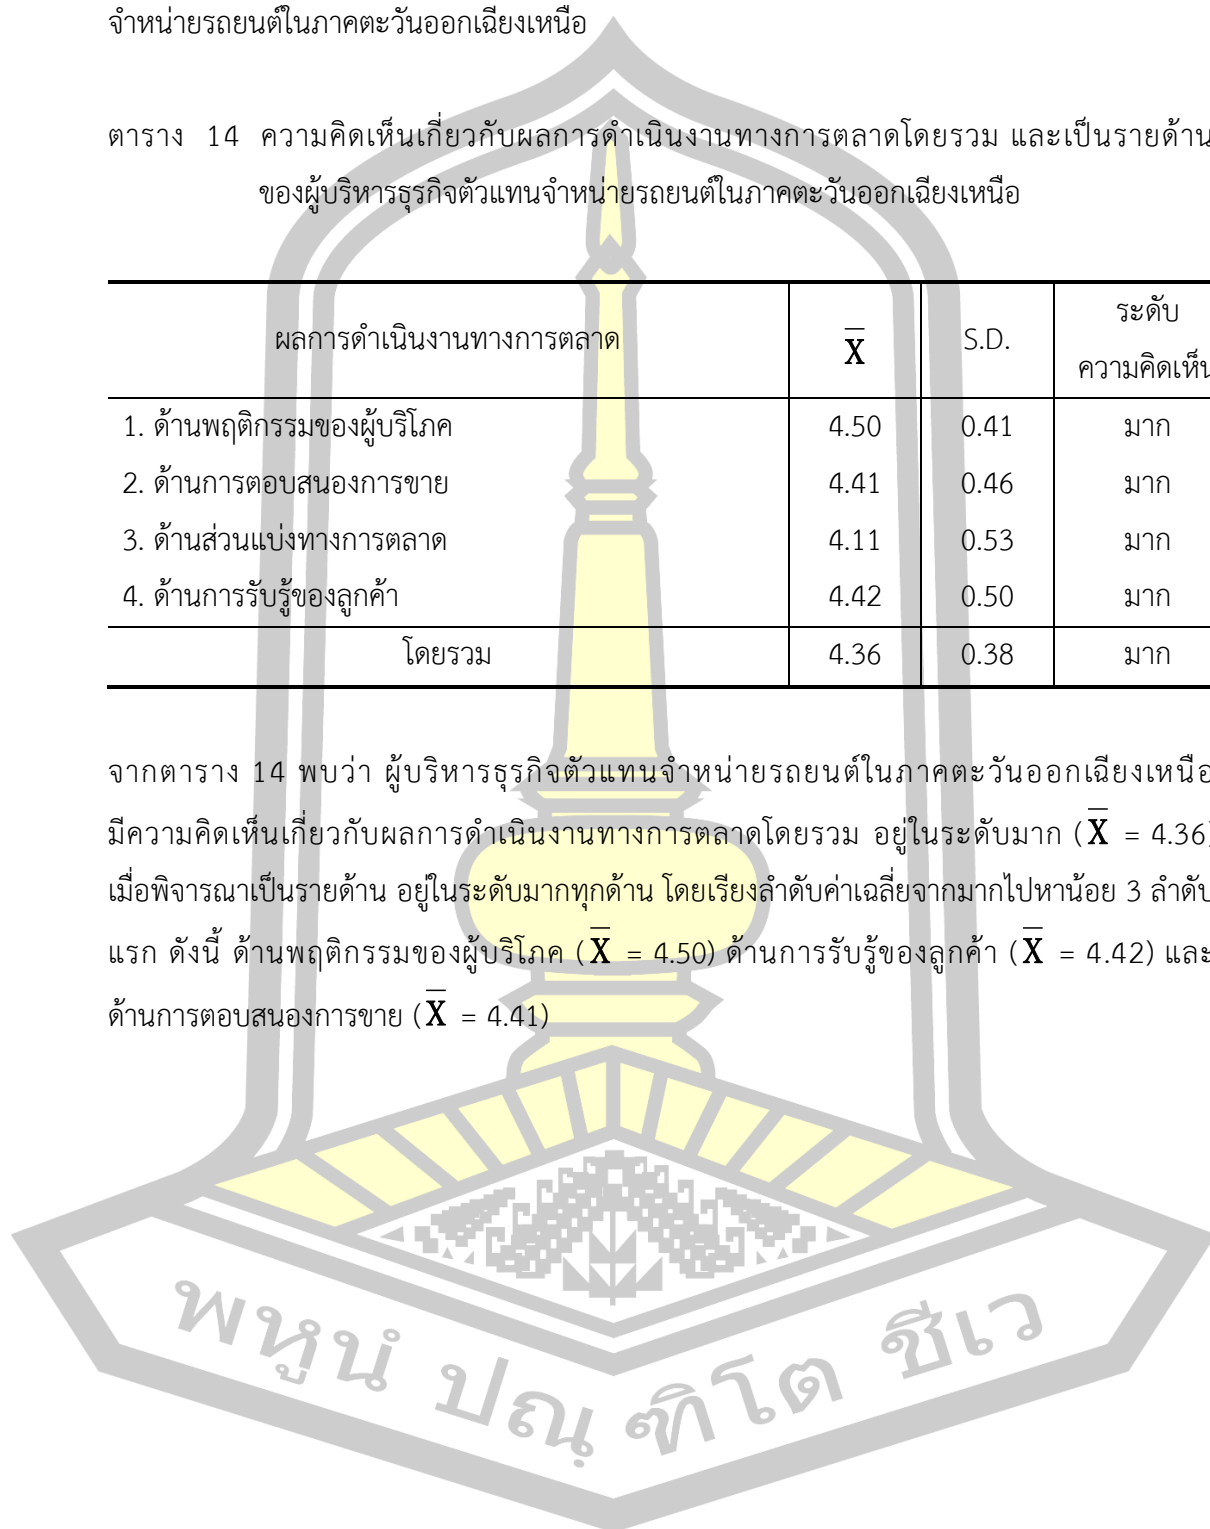 จำหน่ายรถยนต์ในภาคตะวันออกเฉียงเหนือ
ตาราง 14 ความคิดเห็นเกี่ยวกับผลการดำเนินงานทางการตลาดโดยรวม และเป็นรายด้าน
ของผู้บริหารธุรกิจตัวแทนจำหน่ายรถยนต์ในภาคตะวันออกเฉียงเหนือ
ผลการดำเนินงานทางการตลาด X̅ S.D. ระดับ
ความคิดเห็น
1. ด้านพฤติกรรมของผู้บริโภค 4.50 0.41 มาก
2. ด้านการตอบสนองการขาย 4.41 0.46 มาก
3. ด้านส่วนแบ่งทางการตลาด 4.11 0.53 มาก
4. ด้านการรับรู้ของลูกค้า 4.42 0.50 มาก
โดยรวม 4.36 0.38 มาก
จากตาราง 14 พบว่า ผู้บริหารธุรกิจตัวแทนจำหน่ายรถยนต์ในภาคตะวันออกเฉียงเหนือ
มีความคิดเห็นเกี่ยวกับผลการดำเนินงานทางการตลาดโดยรวม อยู่ในระดับมาก (X̅ = 4.36)
เมื่อพิจารณาเป็นรายด้าน อยู่ในระดับมากทุกด้าน โดยเรียงลำดับค่าเฉลี่ยจากมากไปหาน้อย 3 ลำดับ
แรก ดังนี้ ด้านพฤติกรรมของผู้บริโภค (X̅ = 4.50) ด้านการรับรู้ของลูกค้า (X̅ = 4.42) และ
ด้านการตอบสนองการขาย (X̅ = 4.41)
พหูนํ ปณฺฑิโต ชีเว